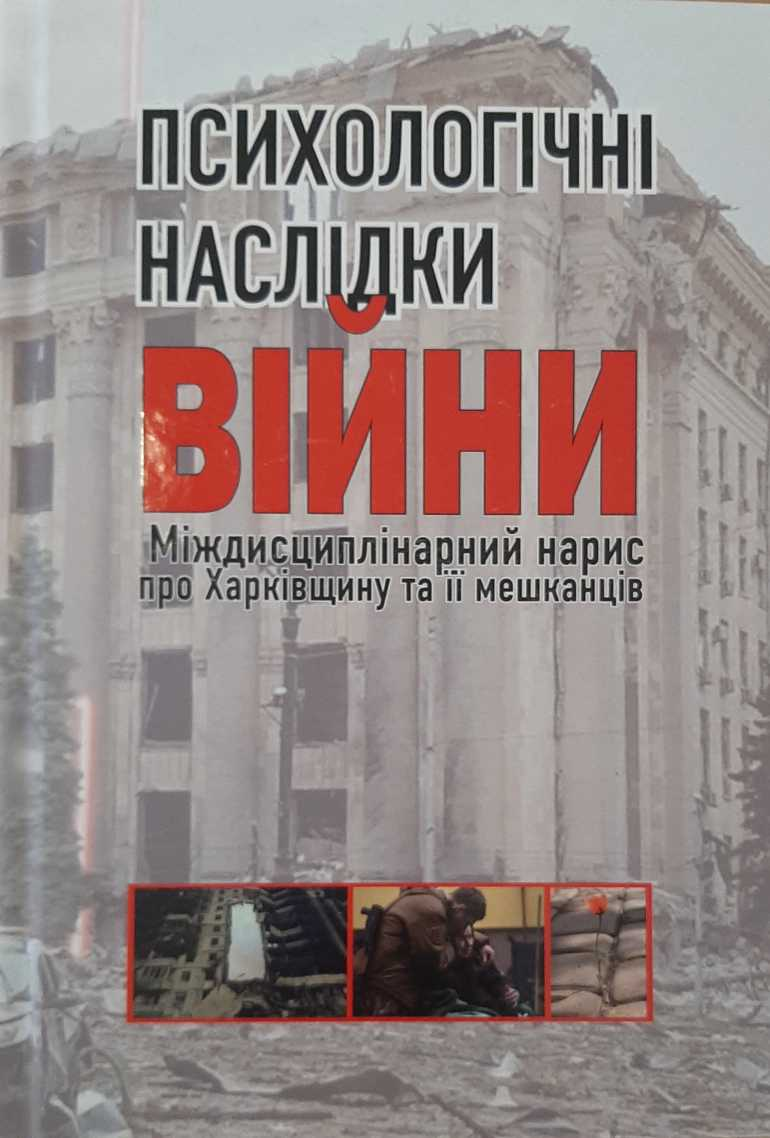 ПСИХОЛОГІЧНІ
НАСЛІДКИ
ВІЙНИ
Міждисциплінарний нарис
про Харківщину та її мешканців